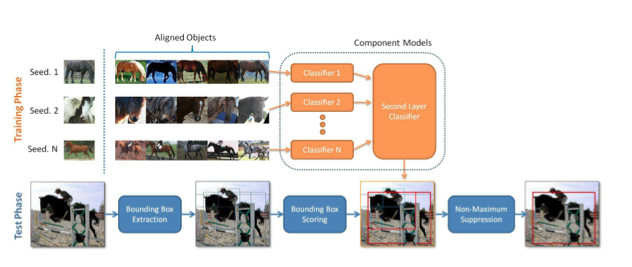 Aligned Objects
Component Models
Training Phase
Seed. 1
Classifier 1
Seed. 2
Classifier 2
Second Layer
Classifier
Seed. N
Classifier N
Test Phase
Bounding Box
Extraction
Bounding Box
Scoring
Non-Maximum
Suppression